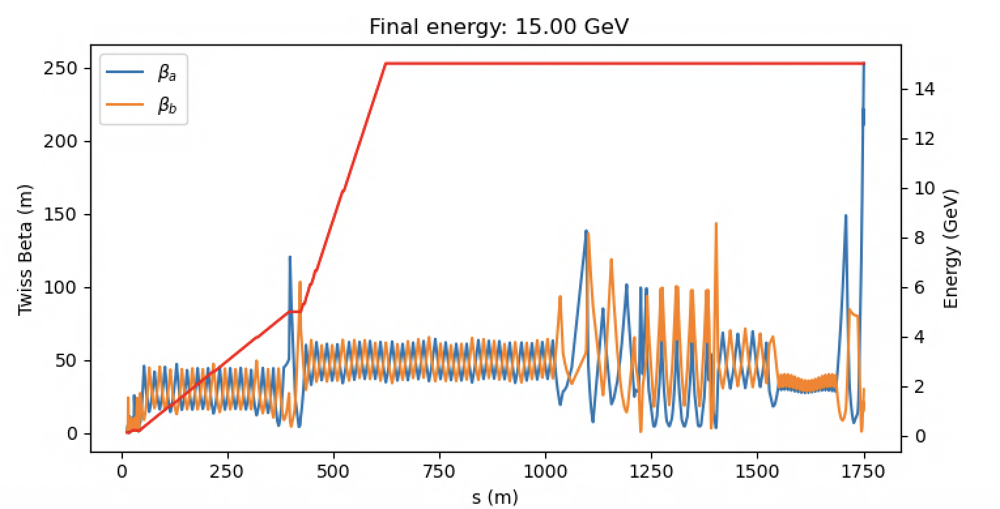 Final energy: 15.00 GeV
βa
βb
Twiss Beta (m)
250
200
150
100
50
0
14
12
10
8
6
4
2
0
Energy (GeV)
0 250 500 750 1000 1250 1500 1750
s (m)